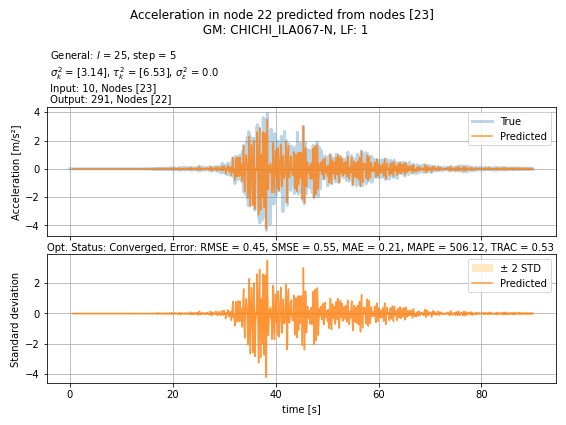 Acceleration in node 22 predicted from nodes [23]
GM: CHICHI_ILA067-N, LF: 1
General: l = 25, step = 5
σ²ₖ = [3.14], τ²ₖ = [6.53], σ²ε = 0.0
Input: 10, Nodes [23]
Output: 291, Nodes [22]
4
2
0
−2
−4
Acceleration [m/s²]
True
Predicted
Opt. Status: Converged, Error: RMSE = 0.45, SMSE = 0.55, MAE = 0.21, MAPE = 506.12, TRAC = 0.53
2
0
−2
−4
Standard deviation
± 2 STD
Predicted
0 20 40 60 80
time [s]